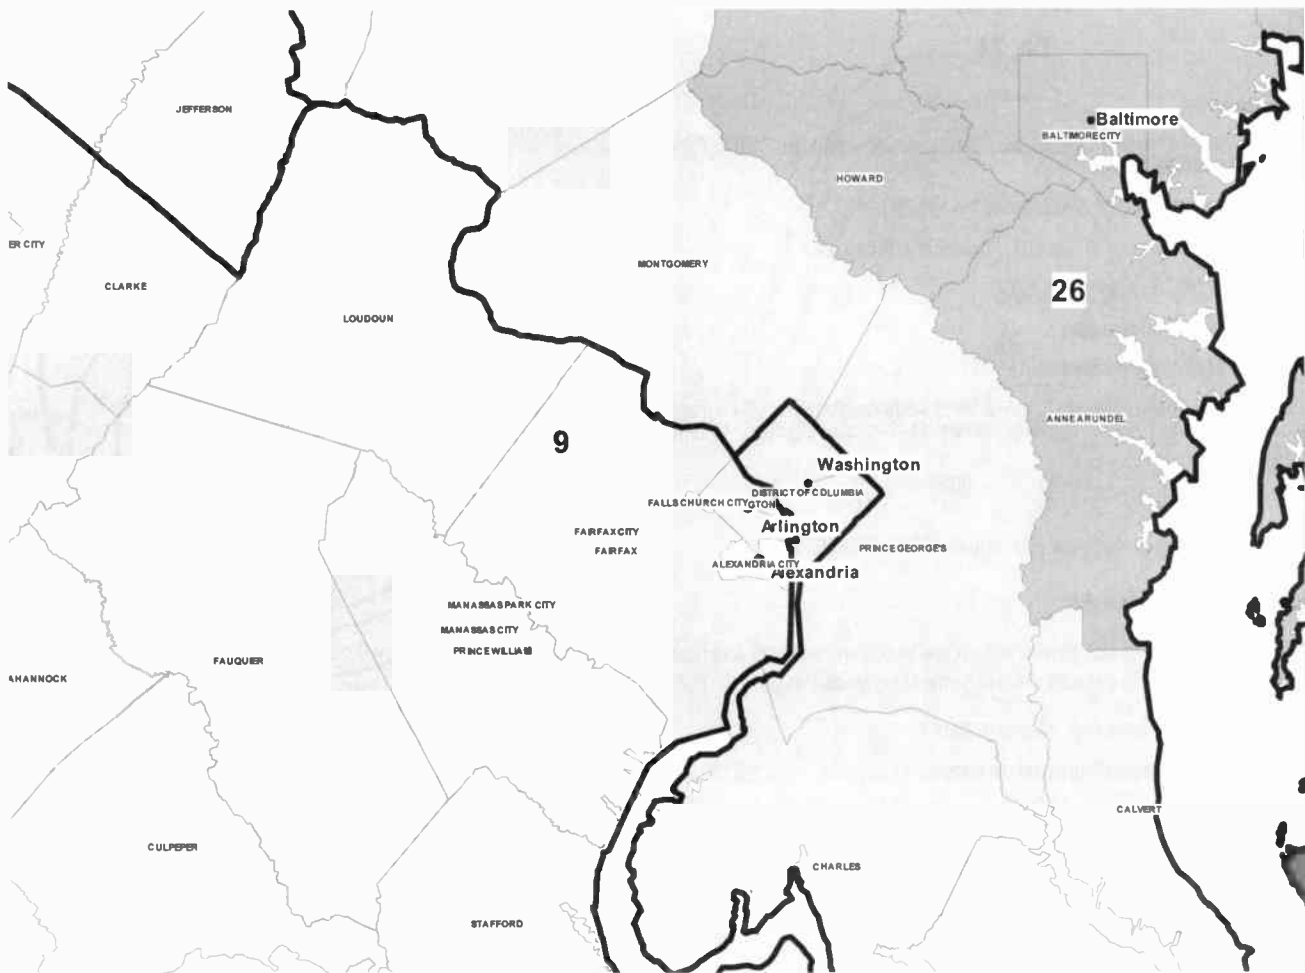 JEFFERSON
Baltimore
BALTIMORE CITY
HOWARD
ER CITY
MONTGOMERY
CLARKE
26
LOUDOUN
ANNE ARUNDEL
9
Washington
DISTRICT OF COLUMBIA
FALLS CHURCH CITY
GTON
Arlington
FAIRFAX CITY
FAIRFAX
PRINCE GEORGE'S
ALEXANDRIA CITY
Alexandria
MANASSAS PARK CITY
MANASSAS CITY
PRINCE WILLIAM
FAUQUIER
AHANNOCK
CALVERT
CULPEPER
CHARLES
STAFFORD